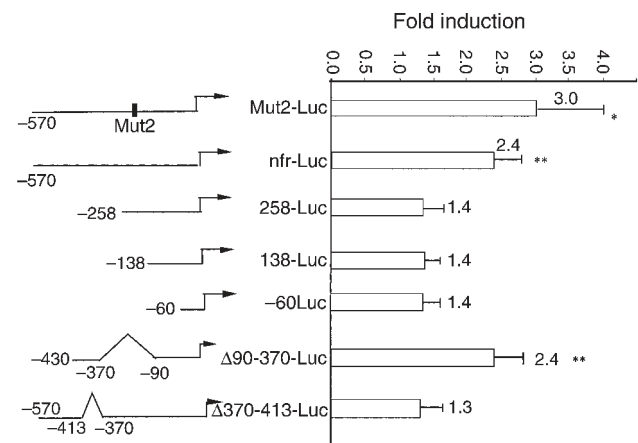 Fold induction
0.0 0.5 1.0 1.5 2.0 2.5 3.0 3.5 4.0
−570 Mut2 Mut2-Luc 3.0 *
−570 nfr-Luc 2.4 **
−258 258-Luc 1.4
−138 138-Luc 1.4
−60 −60Luc 1.4
−430 −370 −90 Δ90-370-Luc 2.4 **
−570 −413 −370 Δ370-413-Luc 1.3